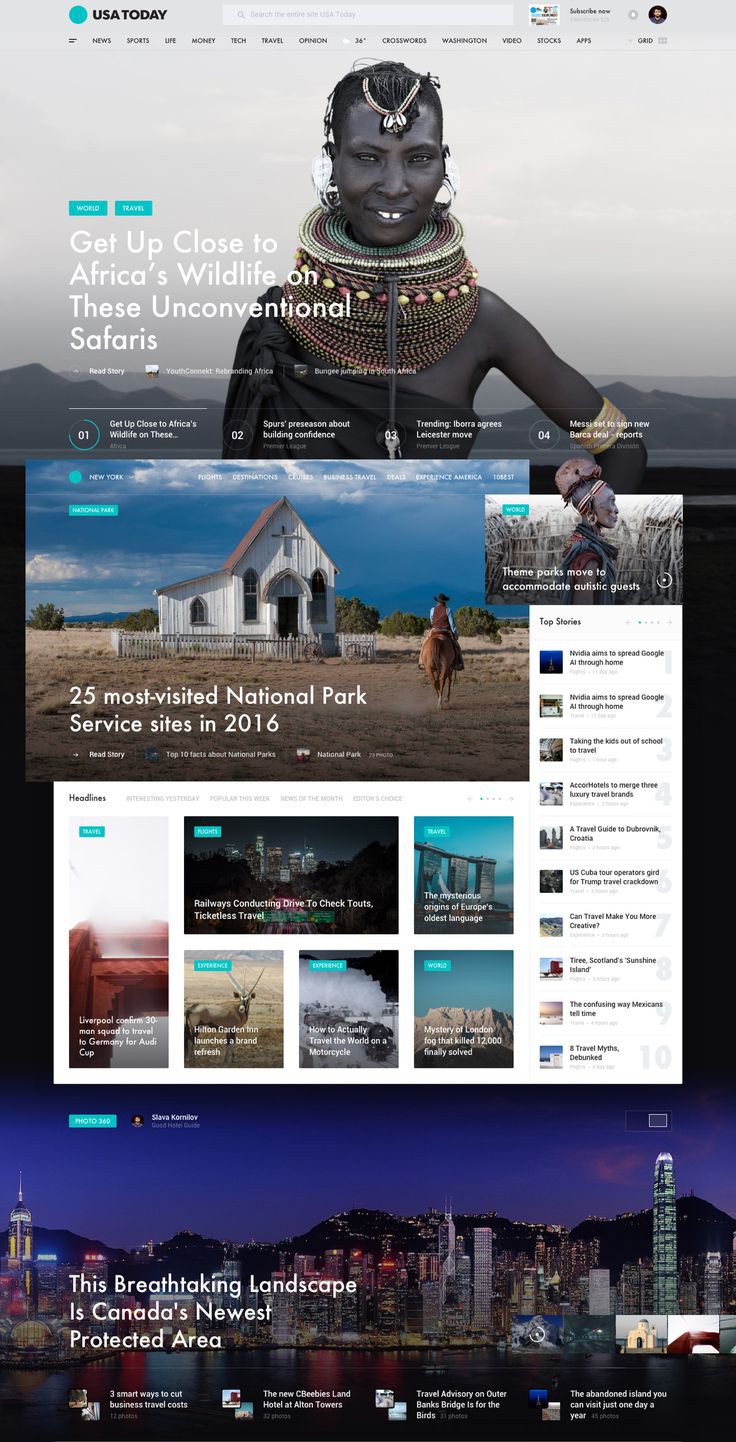 USA TODAY
Search the entire site USA Today
Subscribe now
NEWS SPORTS LIFE MONEY TECH TRAVEL OPINION 36° CROSSWORDS WASHINGTON VIDEO STOCKS APPS GRID
WORLD TRAVEL
Get Up Close to
Africa's Wildlife on
These Unconventional
Safaris
Read Story YouthConnekt: Rebranding Africa Bungee jumping in South Africa
01
Get Up Close to Africa's
Wildlife on These...
Africa
02
Spurs' preseason about
building confidence
Premier League
03
Trending: Iborra agrees
Leicester move
Premier League
04
Messi set to sign new
Barca deal - reports
Spanish Primera División
NEW YORK FLIGHTS DESTINATIONS CRUISES BUSINESS TRAVEL DEALS EXPERIENCE AMERICA 10BEST
NATIONAL PARK
25 most-visited National Park
Service sites in 2016
Read Story Top 10 facts about National Parks National Park 73 PHOTO
WORLD
Theme parks move to
accommodate autistic guests
Top Stories
Nvidia aims to spread Google
AI through home
Flights • 11 day ago
1
Nvidia aims to spread Google
AI through home
Travel • 11 day ago
2
Taking the kids out of school
to travel
Flights • 1 hour ago
3
AccorHotels to merge three
luxury travel brands
Experience • 2 hours ago
4
A Travel Guide to Dubrovnik,
Croatia
Flights • 2 hours ago
5
US Cuba tour operators gird
for Trump travel crackdown
Travel • 3 hours ago
6
Can Travel Make You More
Creative?
Experience • 3 hours ago
7
Tiree, Scotland's 'Sunshine
Island'
Flights • 3 hours ago
8
The confusing way Mexicans
tell time
Travel • 4 hours ago
9
8 Travel Myths,
Debunked
Flights • 4 day ago
10
Headlines INTERESTING YESTERDAY POPULAR THIS WEEK NEWS OF THE MONTH EDITOR'S CHOICE
TRAVEL
Liverpool confirm 30-
man squad to travel
to Germany for Audi
Cup
FLIGHTS
Railways Conducting Drive To Check Touts,
Ticketless Travel
TRAVEL
The mysterious
origins of Europe's
oldest language
EXPERIENCE
Hilton Garden Inn
launches a brand
refresh
EXPERIENCE
How to Actually
Travel the World on a
Motorcycle
WORLD
Mystery of London
fog that killed 12,000
finally solved
PHOTO 360
Slava Kornilov
Good Hotel Guide
This Breathtaking Landscape
Is Canada's Newest
Protected Area
3 smart ways to cut
business travel costs
12 photos
The new CBeebies Land
Hotel at Alton Towers
32 photos
Travel Advisory on Outer
Banks Bridge Is for the
Birds 31 photos
The abandoned island you
can visit just one day a
year 45 photos